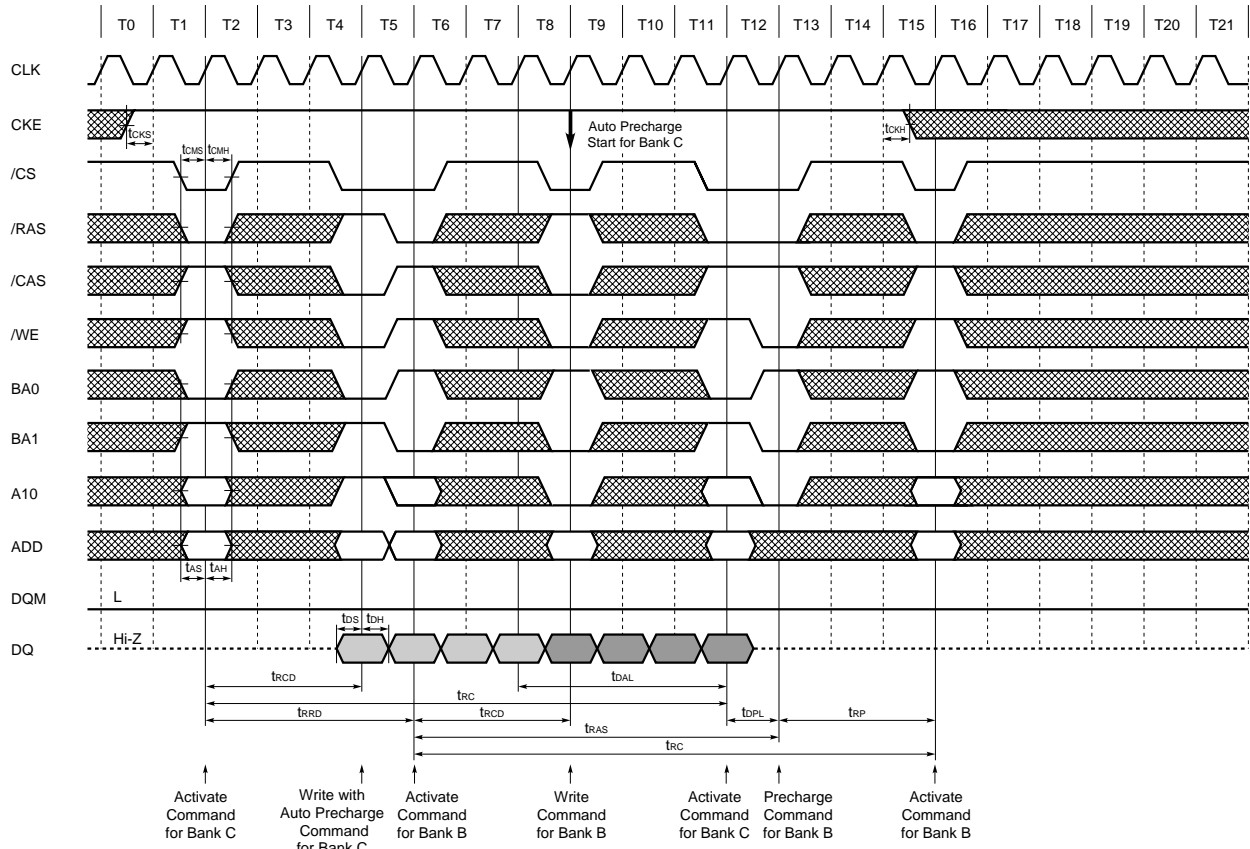 T0 T1 T2 T3 T4 T5 T6 T7 T8 T9 T10 T11 T12 T13 T14 T15 T16 T17 T18 T19 T20 T21
CLK
CKE
tCKS
Auto Precharge
Start for Bank C
tCKH
tCMS tCMH
/CS
/RAS
/CAS
/WE
BA0
BA1
A10
ADD
tAS tAH
DQM L
tDS tDH
DQ Hi-Z
tRCD tDAL
tRC
tRRD tRCD tDPL tRP
tRAS
tRC
Activate
Command
for Bank C
Write with
Auto Precharge
Command
for Bank C
Activate
Command
for Bank B
Write
Command
for Bank B
Activate
Command
for Bank C
Precharge
Command
for Bank B
Activate
Command
for Bank B